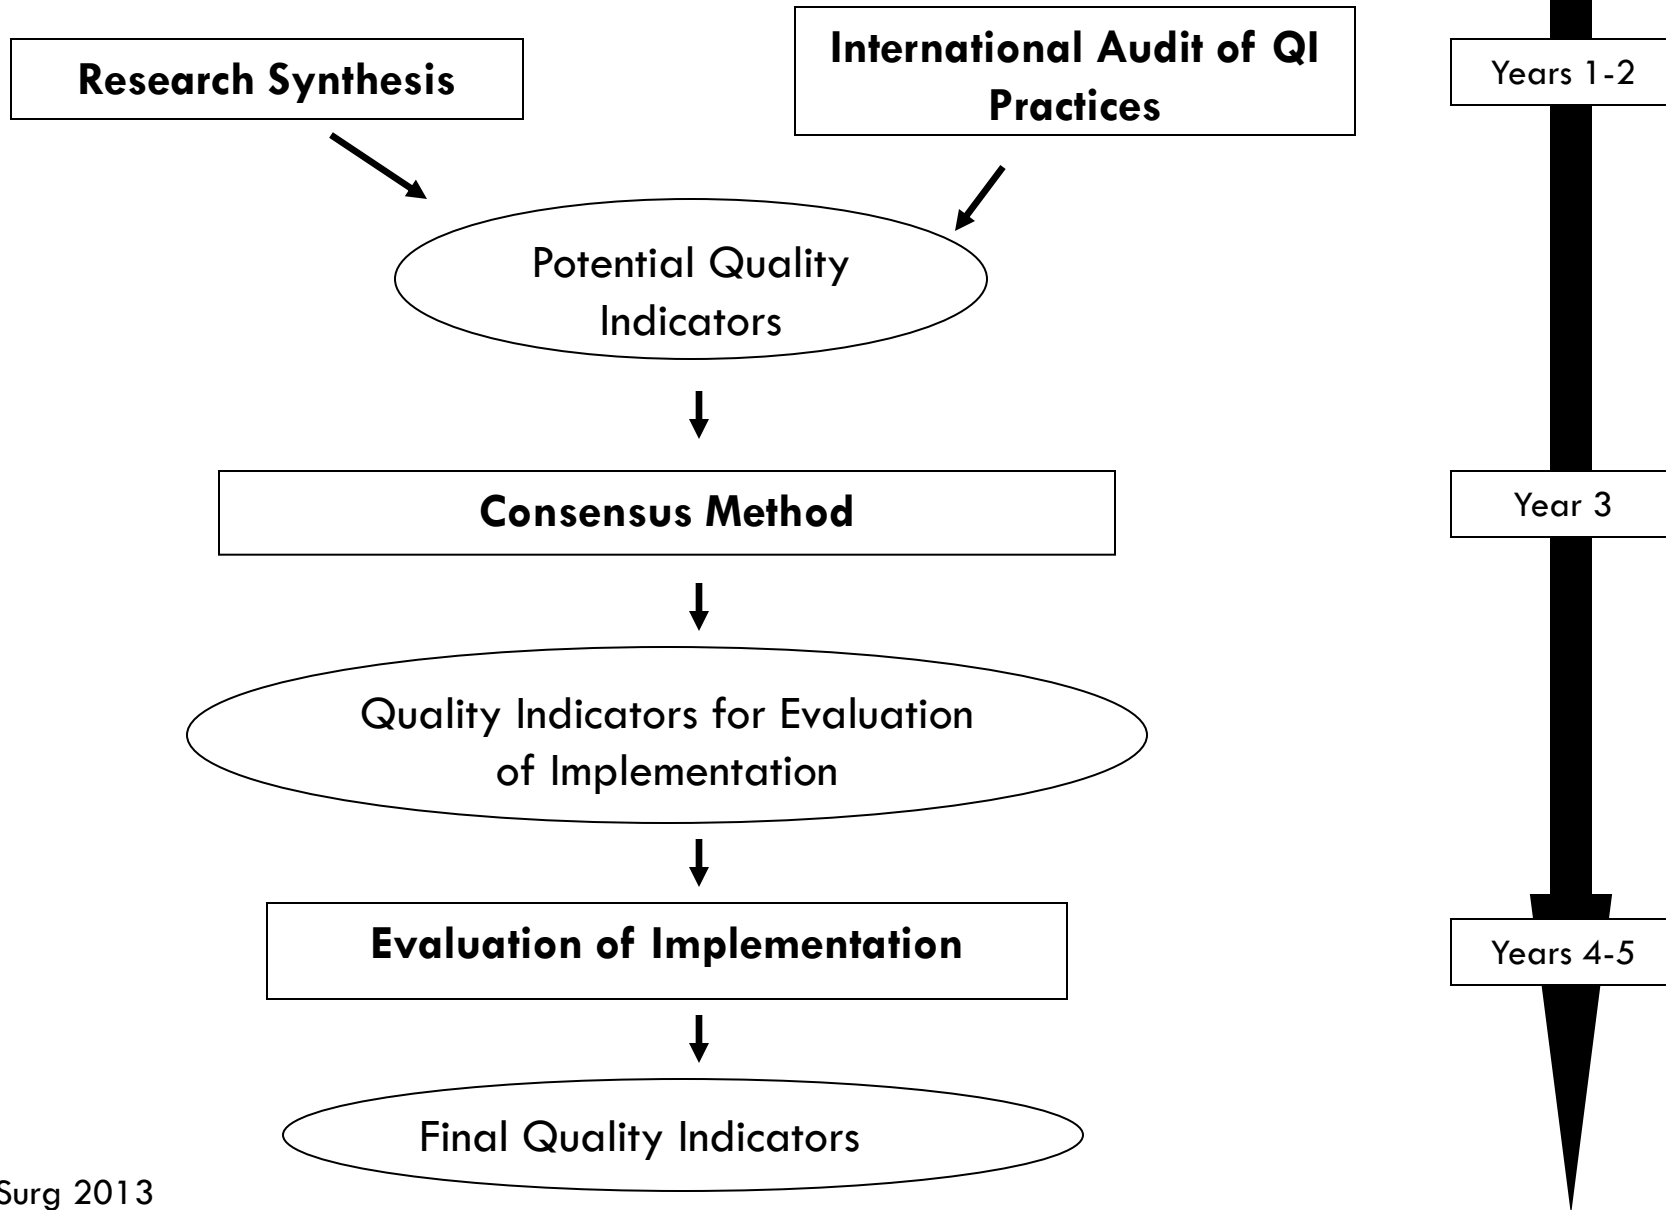 Research Synthesis
International Audit of QI
Practices
Years 1-2
Potential Quality
Indicators
Consensus Method
Year 3
Quality Indicators for Evaluation
of Implementation
Evaluation of Implementation
Years 4-5
Final Quality Indicators
Surg 2013